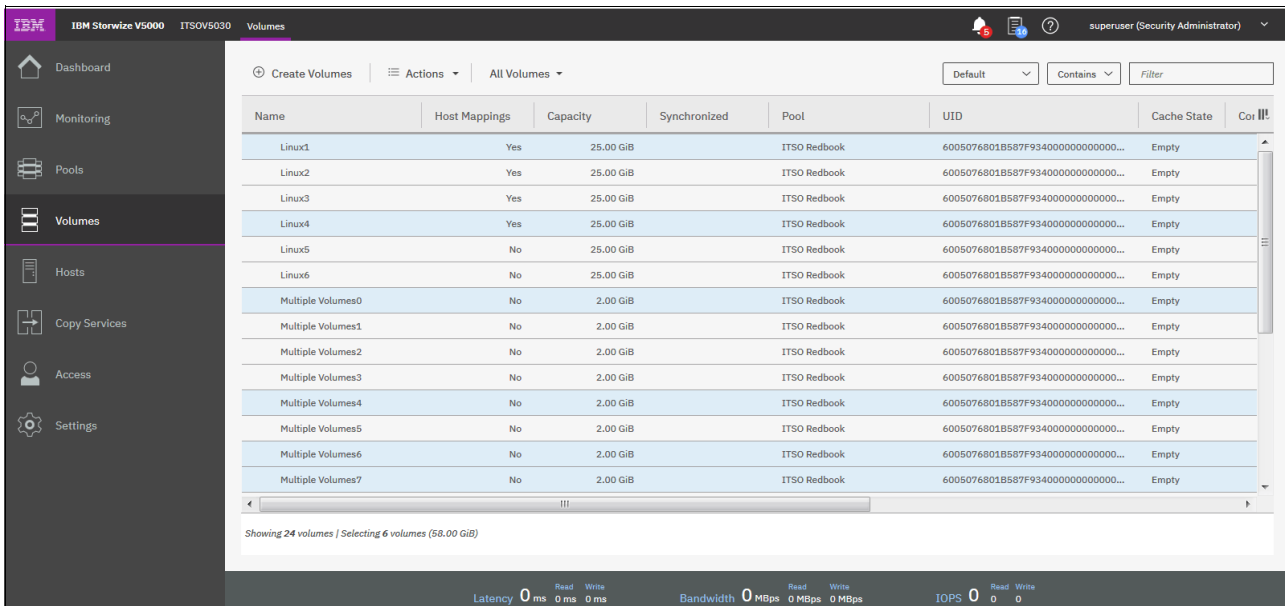 IBM IBM Storwize V5000 ITSOV5030 Volumes 5 16 superuser (Security Administrator)
Dashboard
Monitoring
Pools
Volumes
Hosts
Copy Services
Access
Settings
Create Volumes Actions All Volumes Default Contains Filter
Name Host Mappings Capacity Synchronized Pool UID Cache State Cor
Linux1 Yes 25.00 GiB ITSO Redbook 6005076801B587F934000000000000... Empty
Linux2 Yes 25.00 GiB ITSO Redbook 6005076801B587F934000000000000... Empty
Linux3 Yes 25.00 GiB ITSO Redbook 6005076801B587F934000000000000... Empty
Linux4 Yes 25.00 GiB ITSO Redbook 6005076801B587F934000000000000... Empty
Linux5 No 25.00 GiB ITSO Redbook 6005076801B587F934000000000000... Empty
Linux6 No 25.00 GiB ITSO Redbook 6005076801B587F934000000000000... Empty
Multiple Volumes0 No 2.00 GiB ITSO Redbook 6005076801B587F934000000000000... Empty
Multiple Volumes1 No 2.00 GiB ITSO Redbook 6005076801B587F934000000000000... Empty
Multiple Volumes2 No 2.00 GiB ITSO Redbook 6005076801B587F934000000000000... Empty
Multiple Volumes3 No 2.00 GiB ITSO Redbook 6005076801B587F934000000000000... Empty
Multiple Volumes4 No 2.00 GiB ITSO Redbook 6005076801B587F934000000000000... Empty
Multiple Volumes5 No 2.00 GiB ITSO Redbook 6005076801B587F934000000000000... Empty
Multiple Volumes6 No 2.00 GiB ITSO Redbook 6005076801B587F934000000000000... Empty
Multiple Volumes7 No 2.00 GiB ITSO Redbook 6005076801B587F934000000000000... Empty
Showing 24 volumes | Selecting 6 volumes (58.00 GiB)
Read Write Read Write Read Write
Latency 0 ms 0 ms 0 ms Bandwidth 0 MBps 0 MBps 0 MBps IOPS 0 0 0